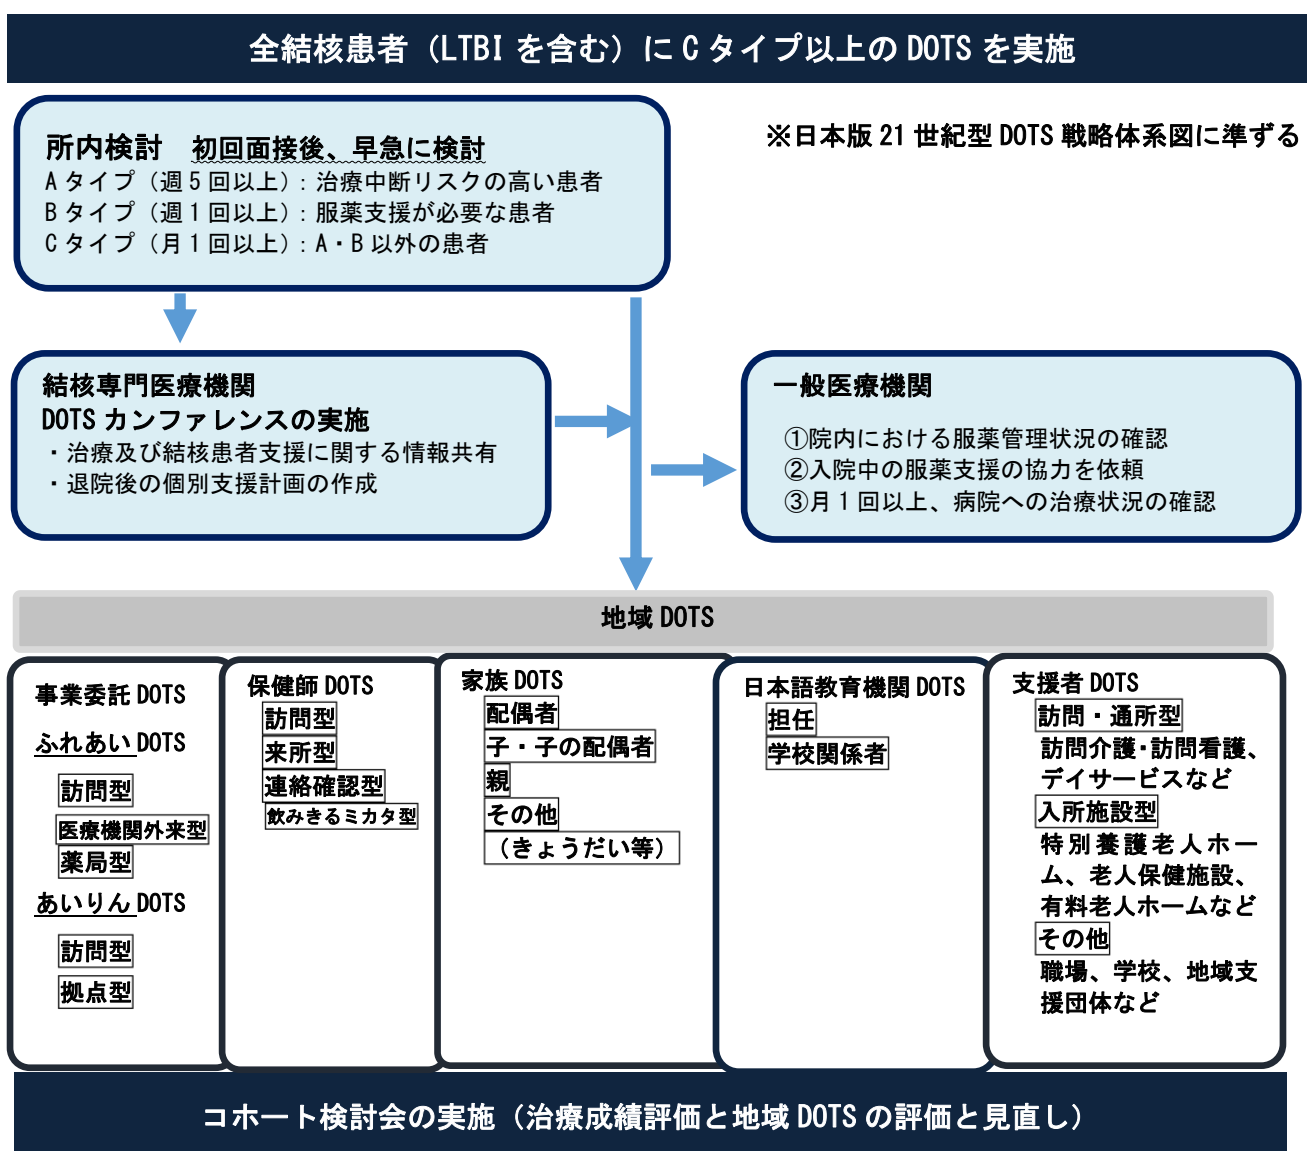 全結核患者（LTBI を含む）に C タイプ以上の DOTS を実施
※日本版 21 世紀型 DOTS 戦略体系図に準ずる
所内検討　初回面接後、早急に検討
A タイプ（週 5 回以上）: 治療中断リスクの高い患者
B タイプ（週 1 回以上）: 服薬支援が必要な患者
C タイプ（月 1 回以上）: A・B 以外の患者
結核専門医療機関
DOTS カンファレンスの実施
・治療及び結核患者支援に関する情報共有
・退院後の個別支援計画の作成
一般医療機関
①院内における服薬管理状況の確認
②入院中の服薬支援の協力を依頼
③月 1 回以上、病院への治療状況の確認
地域 DOTS
事業委託 DOTS
ふれあい DOTS
訪問型
医療機関外来型
薬局型
あいりん DOTS
訪問型
拠点型
保健師 DOTS
訪問型
来所型
連絡確認型
飲みきるミカタ型
家族 DOTS
配偶者
子・子の配偶者
親
その他
（きょうだい等）
日本語教育機関 DOTS
担任
学校関係者
支援者 DOTS
訪問・通所型
訪問介護・訪問看護、
デイサービスなど
入所施設型
特別養護老人ホー
ム、老人保健施設、
有料老人ホームなど
その他
職場、学校、地域支
援団体など
コホート検討会の実施（治療成績評価と地域 DOTS の評価と見直し）